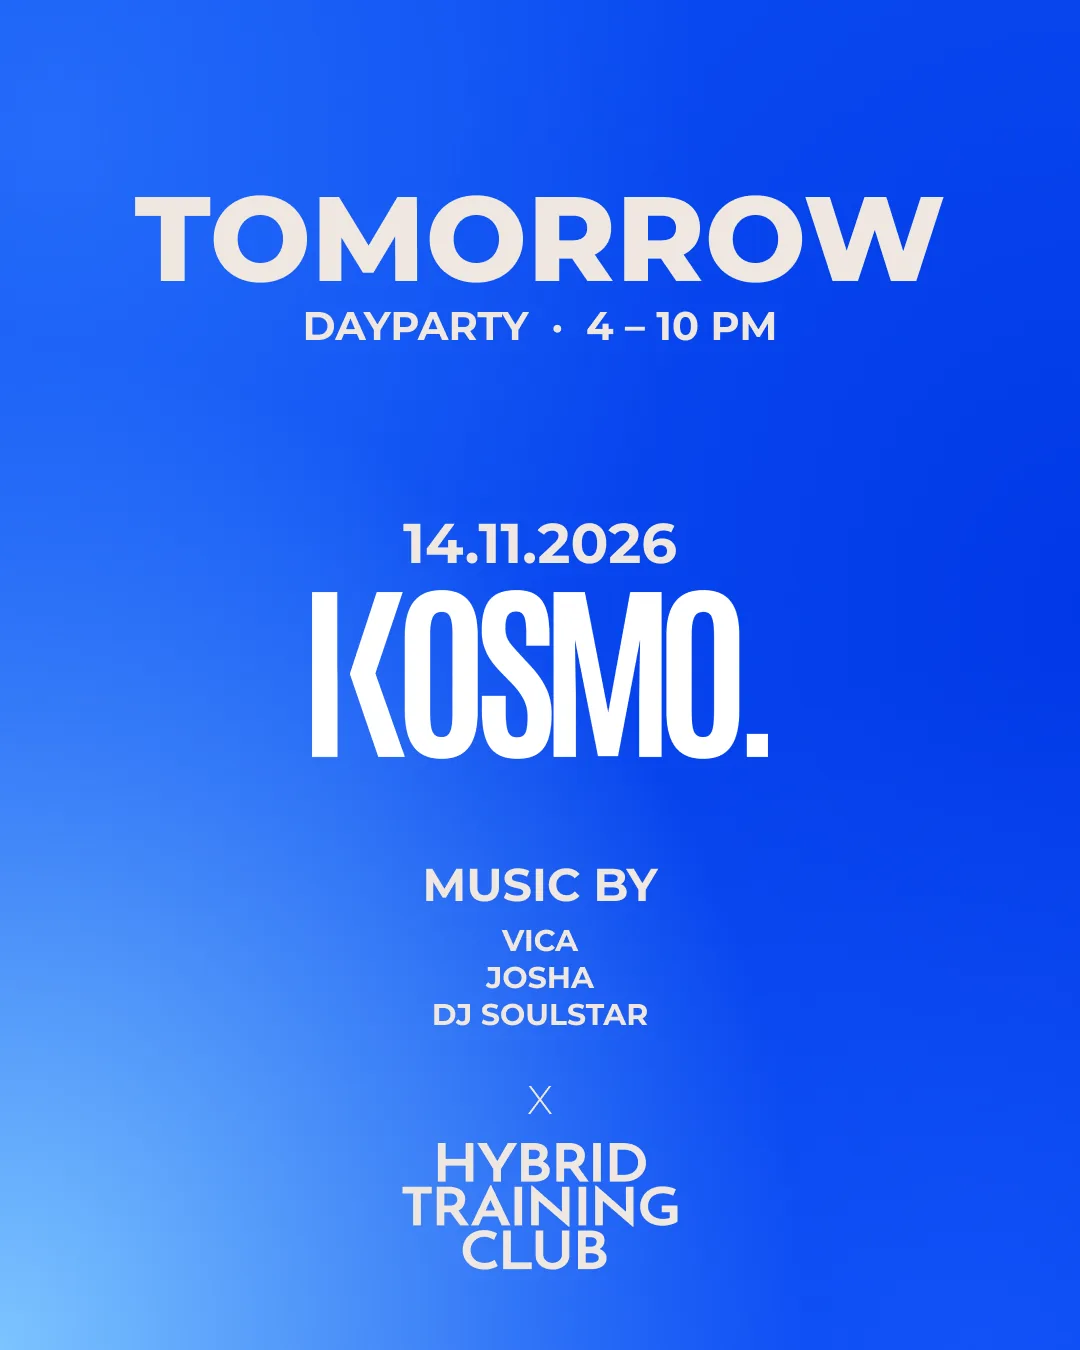 TOMORROW
DAYPARTY · 4 – 10 PM
14.11.2026
KOSMO.
MUSIC BY
VICA
JOSHA
DJ SOULSTAR
X
HYBRID
TRAINING
CLUB